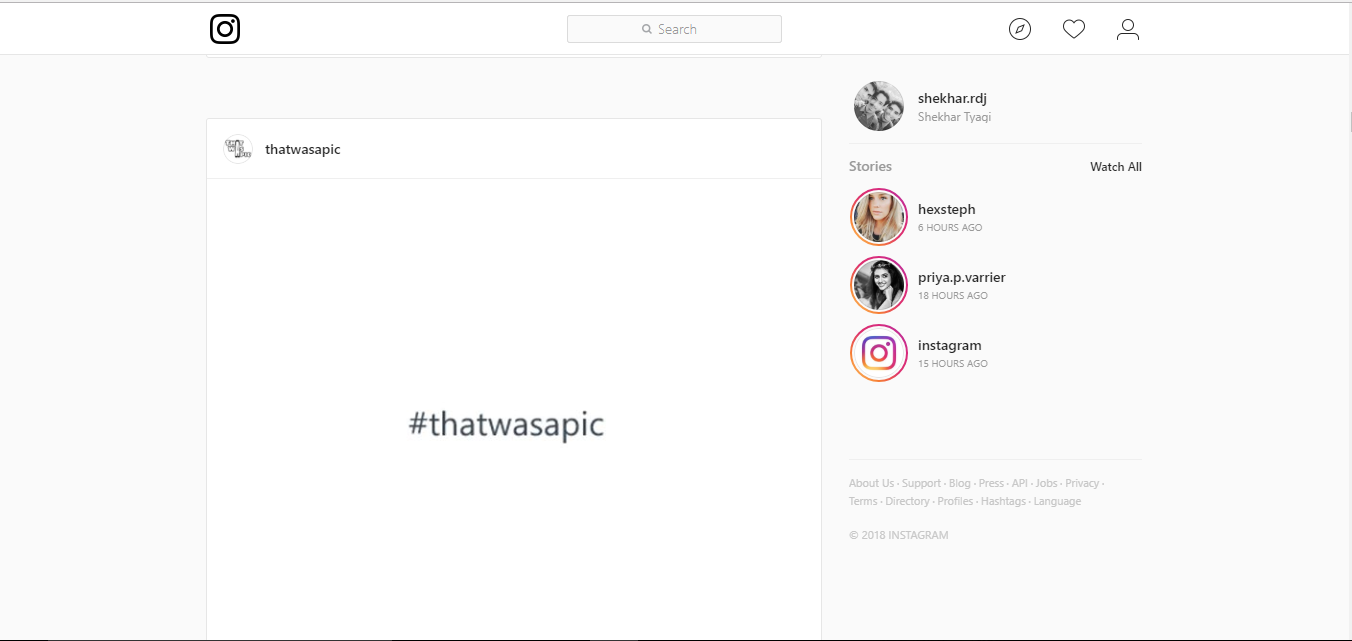 Search
thatwasapic
#thatwasapic
shekhar.rdj
Shekhar Tyagi
Stories Watch All
hexsteph
6 HOURS AGO
priya.p.varrier
18 HOURS AGO
instagram
15 HOURS AGO
About Us · Support · Blog · Press · API · Jobs · Privacy ·
Terms · Directory · Profiles · Hashtags · Language
© 2018 INSTAGRAM